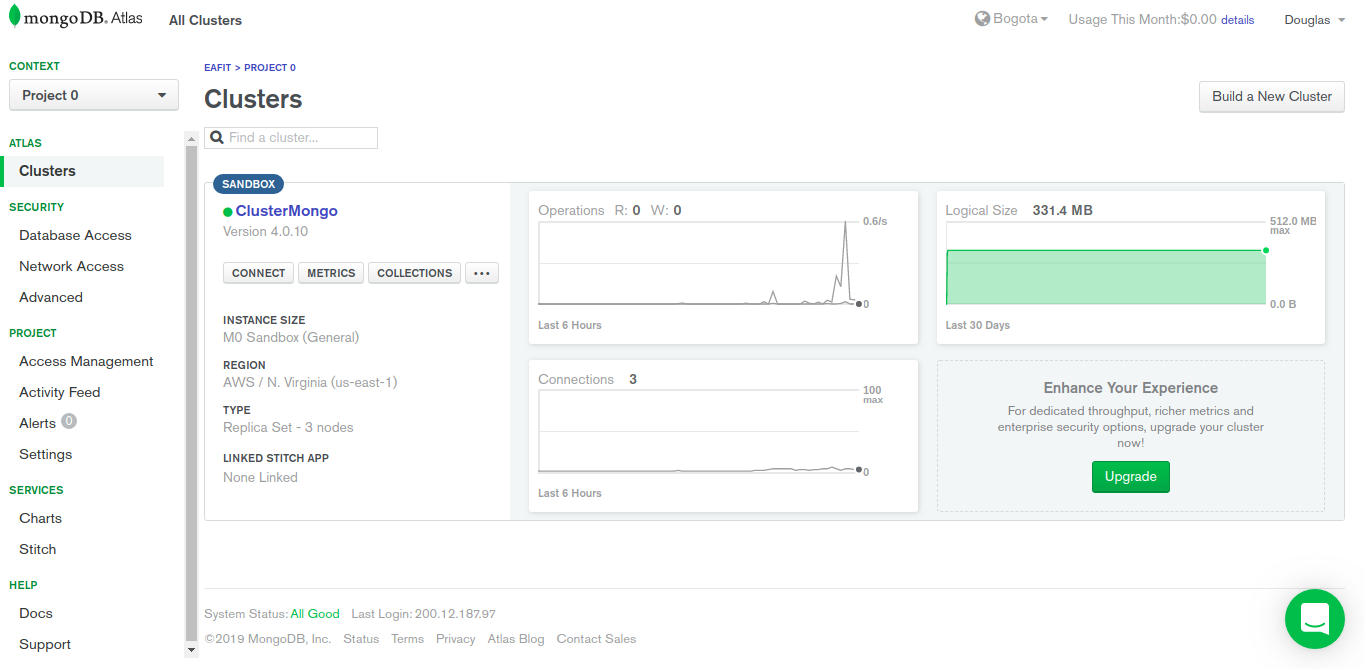 mongoDB. Atlas All Clusters Bogota Usage This Month:$0.00 details Douglas
CONTEXT
Project 0
ATLAS
Clusters
SECURITY
Database Access
Network Access
Advanced
PROJECT
Access Management
Activity Feed
Alerts 0
Settings
SERVICES
Charts
Stitch
HELP
Docs
Support
EAFIT > PROJECT 0
Clusters
Build a New Cluster
Find a cluster...
SANDBOX
ClusterMongo
Version 4.0.10
CONNECT METRICS COLLECTIONS ...
INSTANCE SIZE
M0 Sandbox (General)
REGION
AWS / N. Virginia (us-east-1)
TYPE
Replica Set - 3 nodes
LINKED STITCH APP
None Linked
Operations R: 0 W: 0
0.6/s
0
Last 6 Hours
Logical Size 331.4 MB
512.0 MB
max
0.0 B
Last 30 Days
Connections 3
100
max
0
Last 6 Hours
Enhance Your Experience
For dedicated throughput, richer metrics and
enterprise security options, upgrade your cluster
now!
Upgrade
System Status: All Good Last Login: 200.12.187.97
©2019 MongoDB, Inc. Status Terms Privacy Atlas Blog Contact Sales